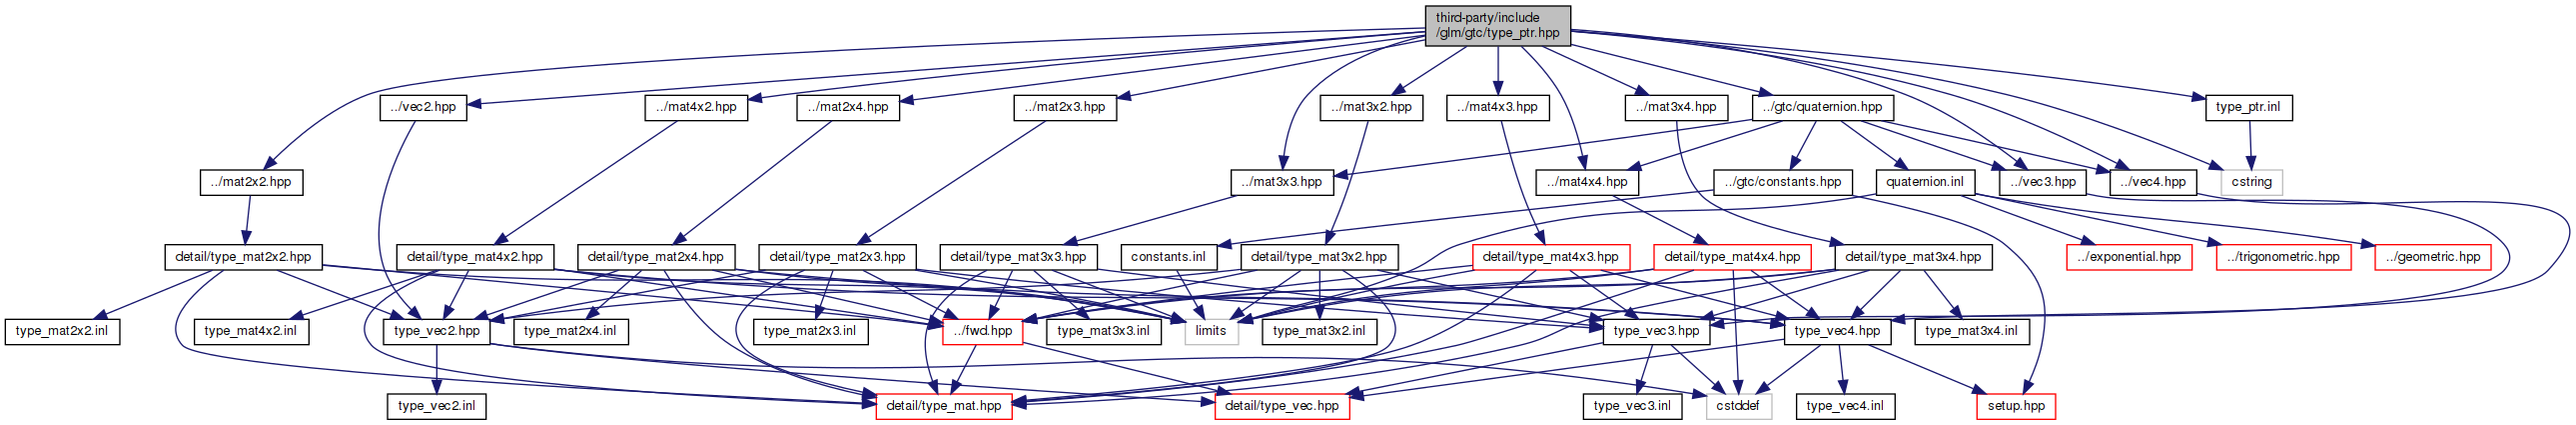 third-party/include
/glm/gtc/type_ptr.hpp
../vec2.hpp
../mat4x2.hpp
../mat2x4.hpp
../mat2x3.hpp
../mat3x2.hpp
../mat4x3.hpp
../mat3x4.hpp
../gtc/quaternion.hpp
type_ptr.inl
../mat2x2.hpp
../mat3x3.hpp
../mat4x4.hpp
../gtc/constants.hpp
quaternion.inl
../vec3.hpp
../vec4.hpp
cstring
detail/type_mat2x2.hpp
detail/type_mat4x2.hpp
detail/type_mat2x4.hpp
detail/type_mat2x3.hpp
detail/type_mat3x3.hpp
constants.inl
detail/type_mat3x2.hpp
detail/type_mat4x3.hpp
detail/type_mat4x4.hpp
detail/type_mat3x4.hpp
../exponential.hpp
../trigonometric.hpp
../geometric.hpp
type_mat2x2.inl
type_mat4x2.inl
type_vec2.hpp
type_mat2x4.inl
type_mat2x3.inl
../fwd.hpp
type_mat3x3.inl
limits
type_mat3x2.inl
type_vec3.hpp
type_vec4.hpp
type_mat3x4.inl
type_vec2.inl
detail/type_mat.hpp
detail/type_vec.hpp
type_vec3.inl
cstddef
type_vec4.inl
setup.hpp